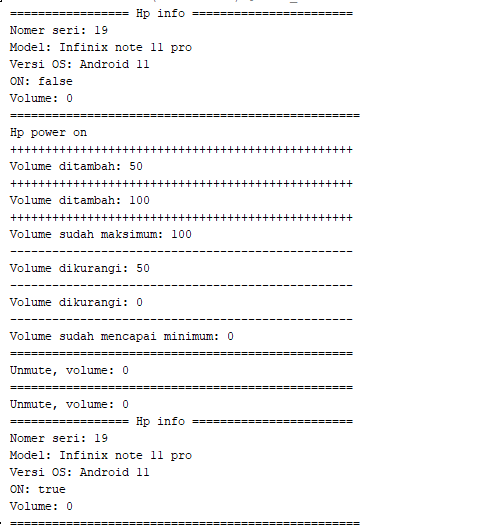 ================= Hp info =======================
Nomer seri: 19
Model: Infinix note 11 pro
Versi OS: Android 11
ON: false
Volume: 0
==================================================
Hp power on
+++++++++++++++++++++++++++++++++++++++++++++++++
Volume ditambah: 50
+++++++++++++++++++++++++++++++++++++++++++++++++
Volume ditambah: 100
+++++++++++++++++++++++++++++++++++++++++++++++++
Volume sudah maksimum: 100
-------------------------------------------------
Volume dikurangi: 50
-------------------------------------------------
Volume dikurangi: 0
-------------------------------------------------
Volume sudah mencapai minimum: 0
=================================================
Unmute, volume: 0
=================================================
Unmute, volume: 0
================= Hp info =======================
Nomer seri: 19
Model: Infinix note 11 pro
Versi OS: Android 11
ON: true
Volume: 0
==================================================